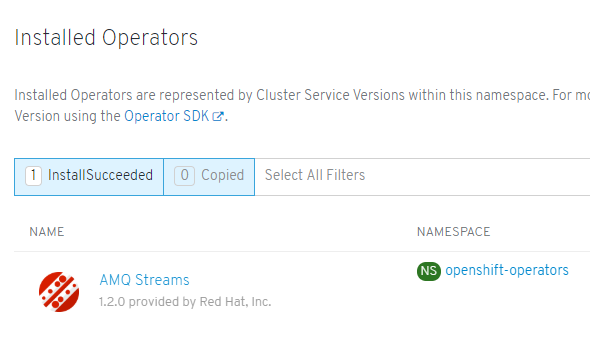 Installed Operators
Installed Operators are represented by Cluster Service Versions within this namespace. For
Version using the Operator SDK.
1 InstallSucceeded 0 Copied Select All Filters
NAME NAMESPACE
AMQ Streams NS openshift-operators
1.2.0 provided by Red Hat, Inc.